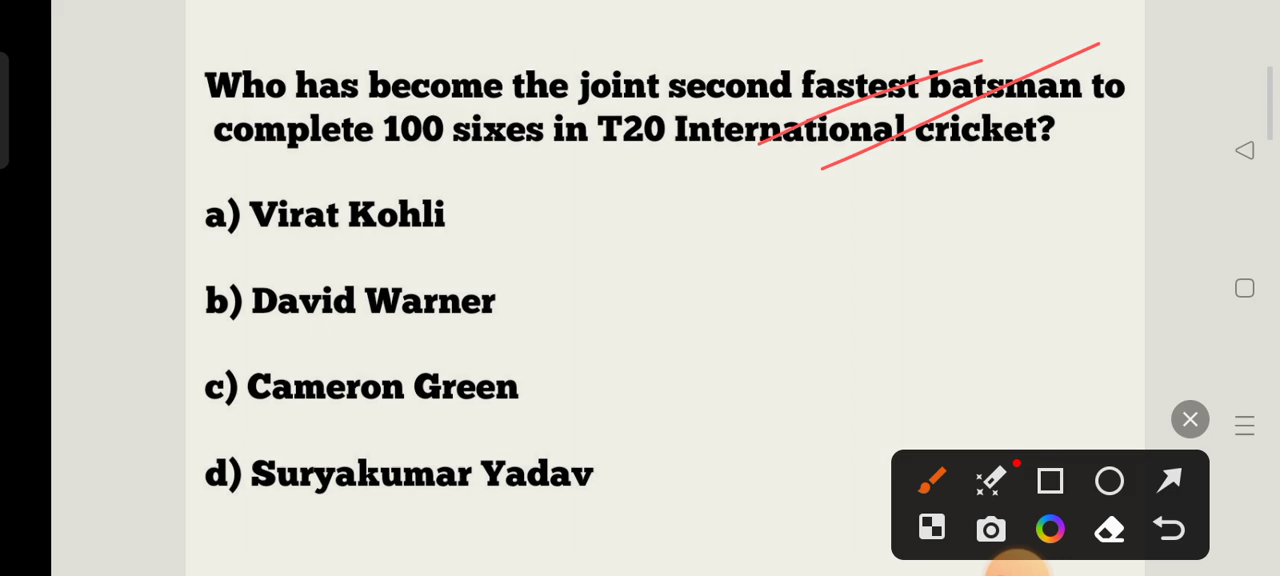 Who has become the joint second fastest batsman to
complete 100 sixes in T20 International cricket?
a) Virat Kohli
b) David Warner
c) Cameron Green
d) Suryakumar Yadav